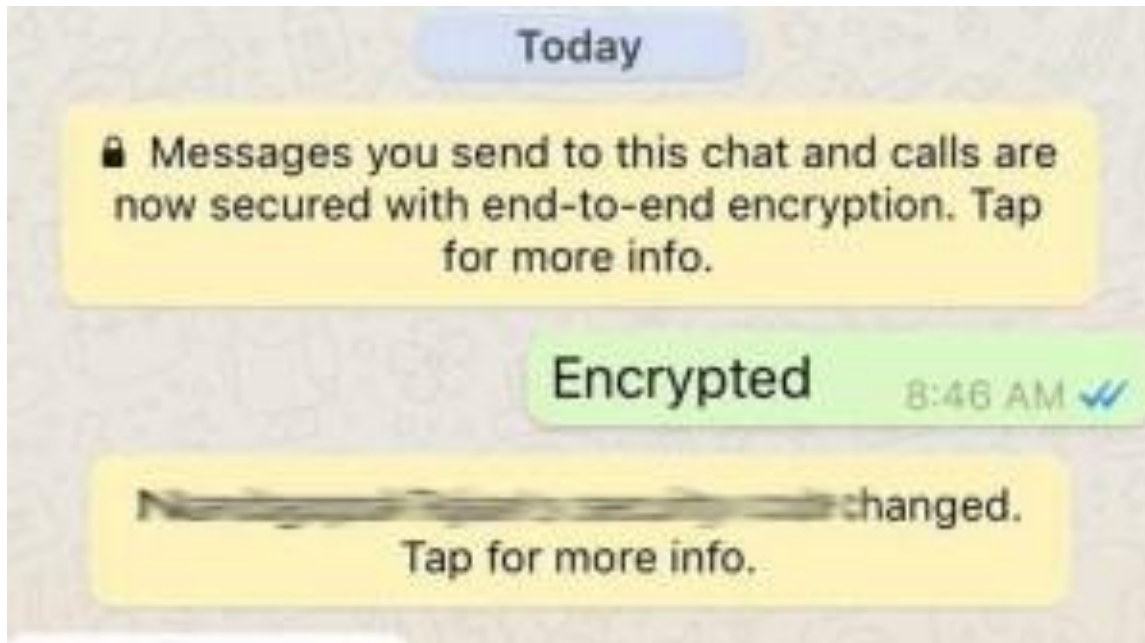 Today
Messages you send to this chat and calls are
now secured with end-to-end encryption. Tap
for more info.
Encrypted
8:46 AM
changed.
Tap for more info.